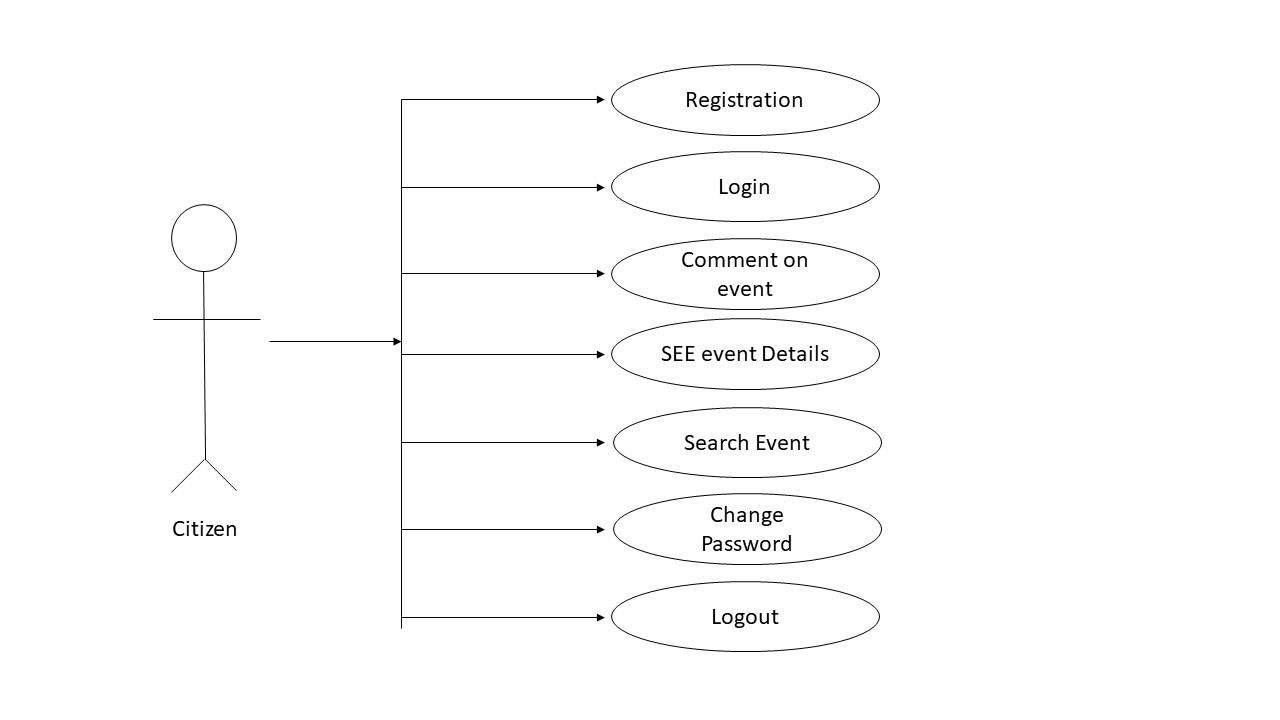 Registration
Login
Comment on
event
SEE event Details
Search Event
Change
Password
Logout
Citizen